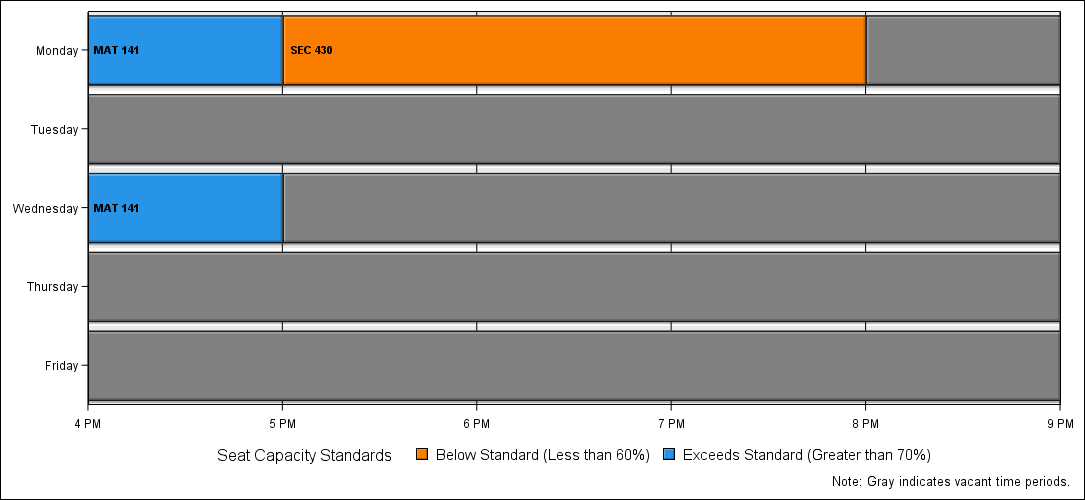 Monday
MAT 141
SEC 430
Tuesday
Wednesday
MAT 141
Thursday
Friday
4 PM 5 PM 6 PM 7 PM 8 PM 9 PM
Seat Capacity Standards Below Standard (Less than 60%) Exceeds Standard (Greater than 70%)
Note: Gray indicates vacant time periods.